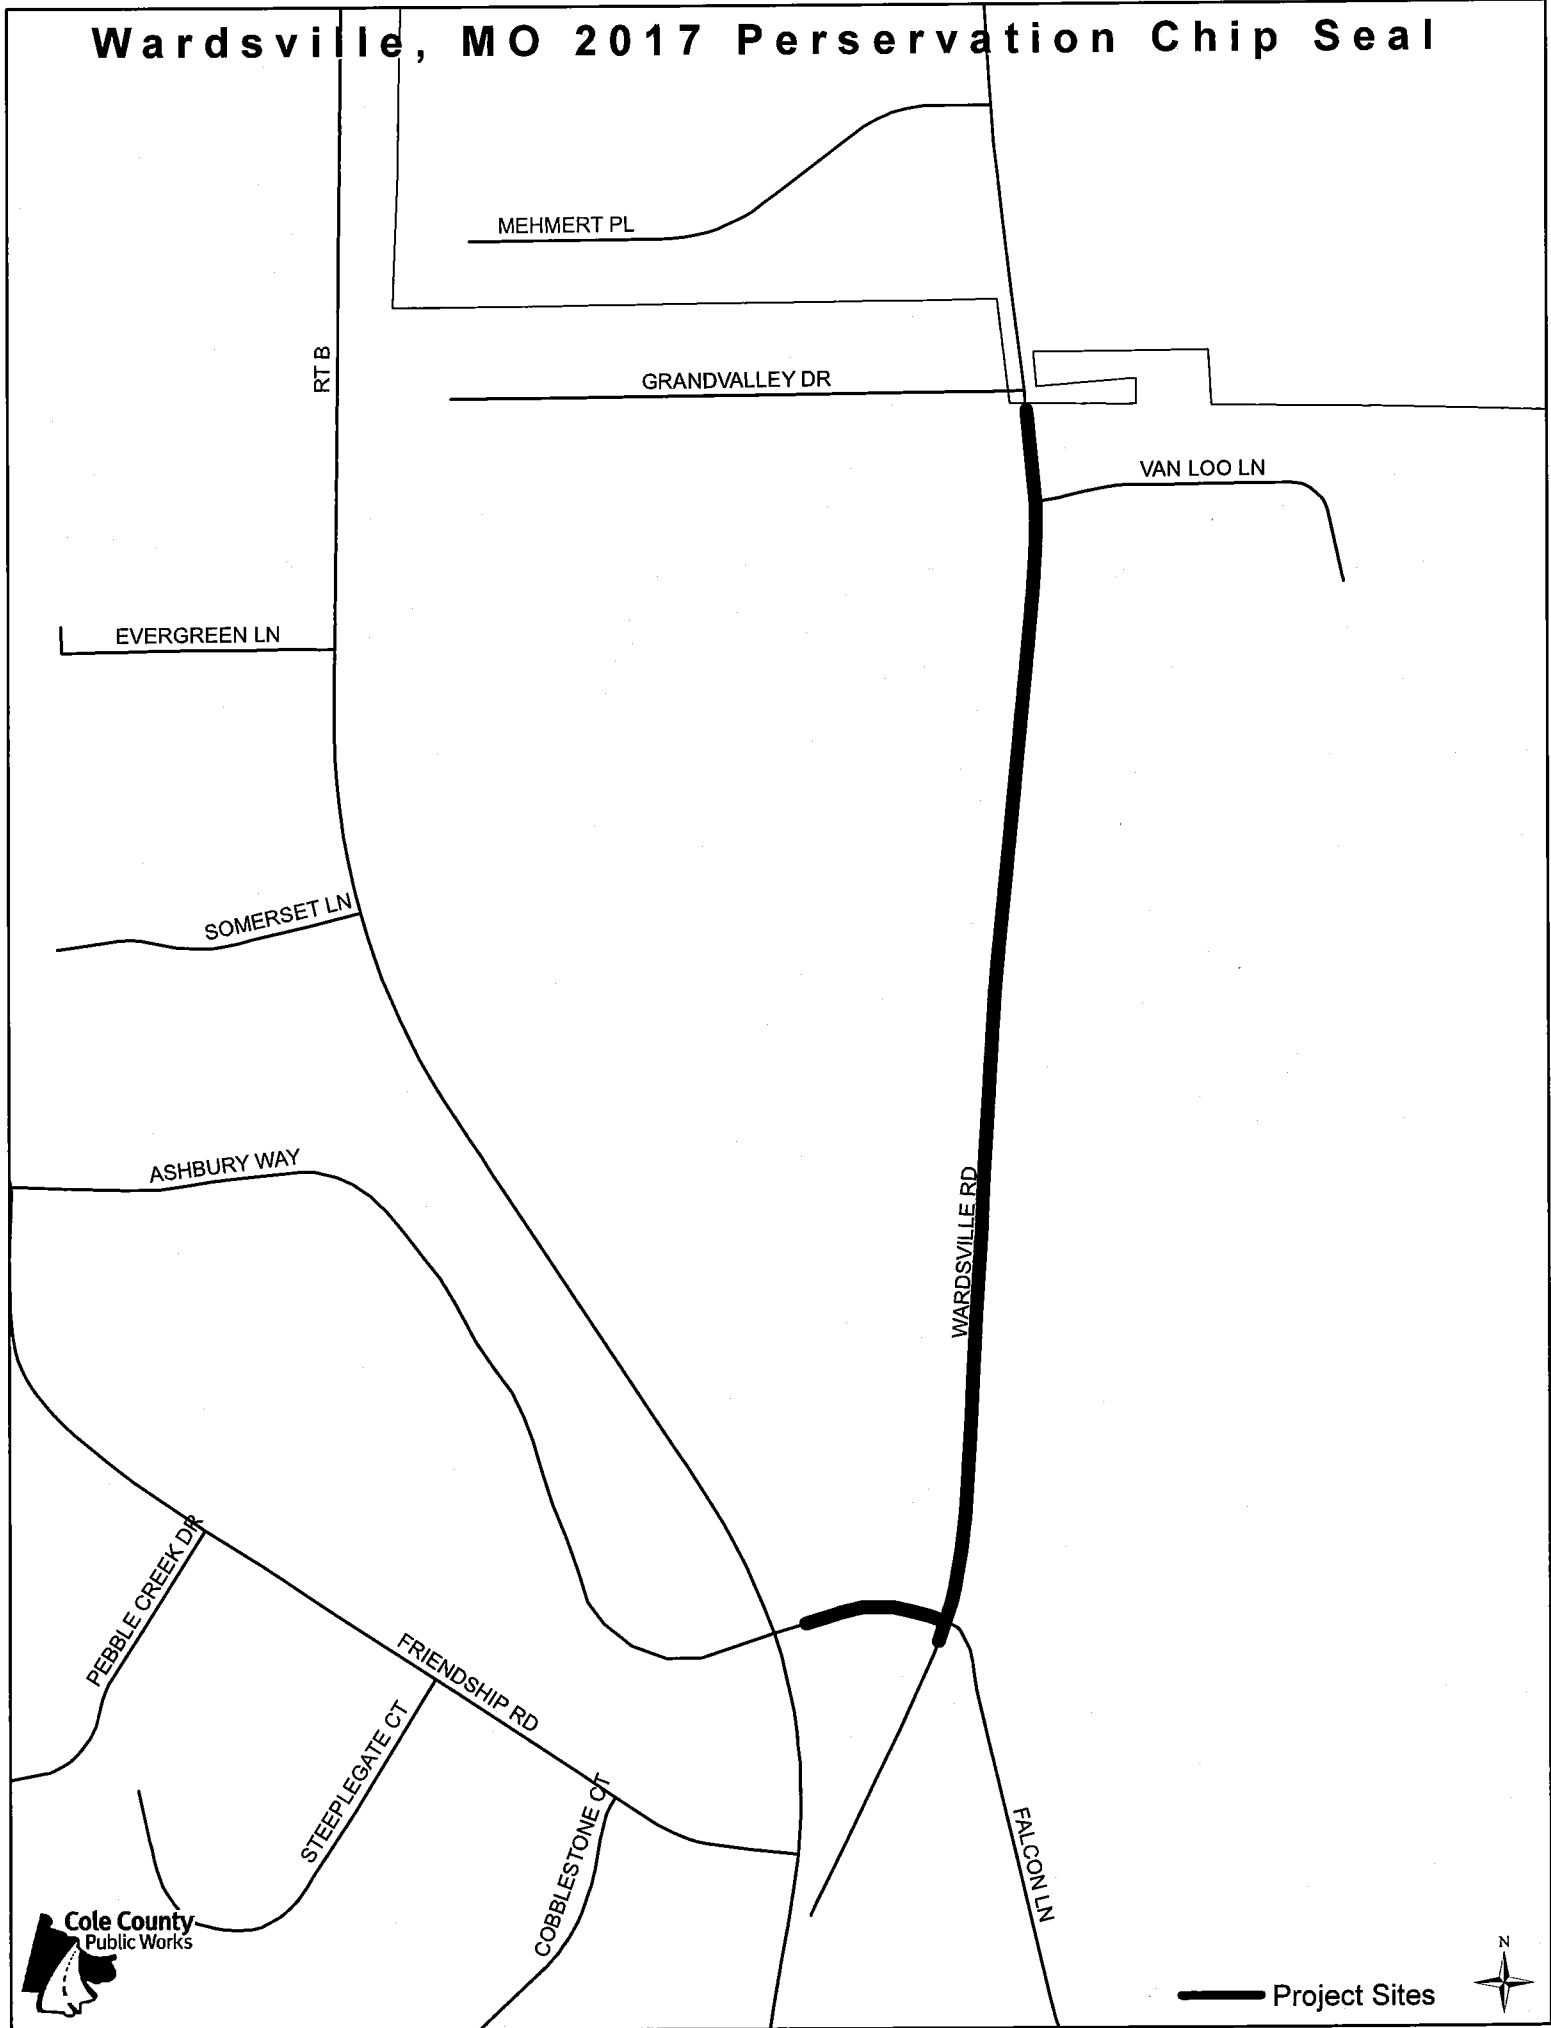 Wardsville, MO 2017 Perservation Chip Seal
MEHMERT PL
RT B
GRANDVALLEY DR
VAN LOO LN
EVERGREEN LN
SOMERSET LN
ASHBURY WAY
WARDSVILLE RD
PEBBLE CREEK DR
FRIENDSHIP RD
STEEPLEGATE CT
COBBLESTONE CT
FALCON LN
Cole County
Public Works
N
Project Sites